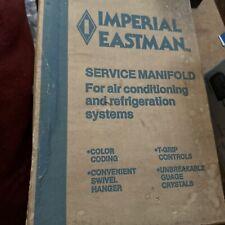 IMPERIAL
EASTMAN
SERVICE MANIFOLD
For air conditioning
and refrigeration
systems
•COLOR
CODING
•CONVENIENT
SWIVEL
HANGER
•T-GRIP
CONTROLS
•UNBREAKABLE
GUAGE
CRYSTALS